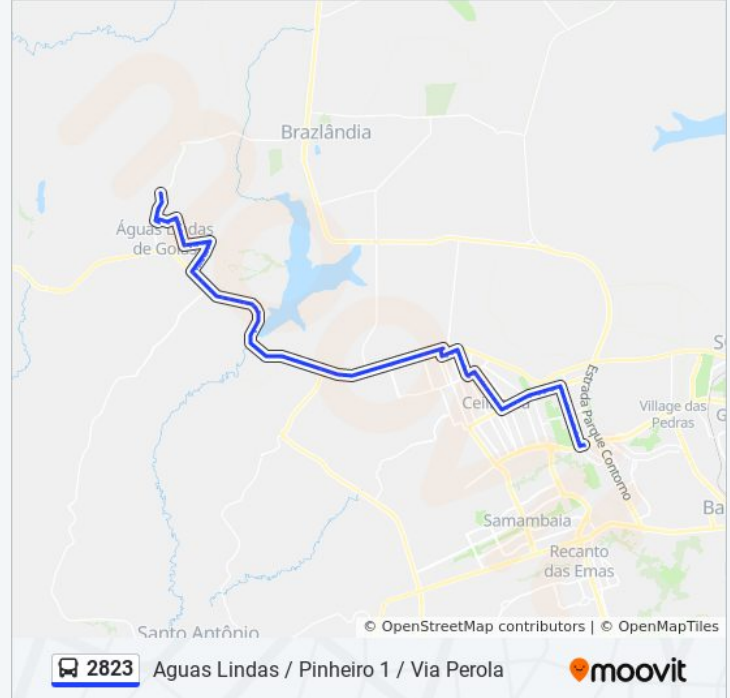 Brazlândia
Águas Lindas
de Goiás
Ceilândia
Estrada Parque Contorno
Village das
Pedras
Samambaia
Recanto
das Emas
Santo Antônio
© OpenStreetMap contributors | © OpenMapTiles
2823 Aguas Lindas / Pinheiro 1 / Via Perola
moovit